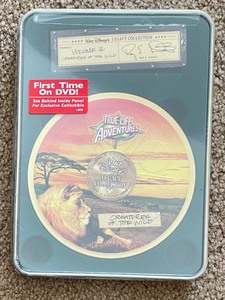 Walt Disney's LEGACY COLLECTION
VOLUME 3
CREATURES OF THE WILD
First Time
On DVD!
See Behind Inside Panel
For Exclusive Collectible
TRUE-LIFE
ADVENTURES
CREATURES
OF THE WILD